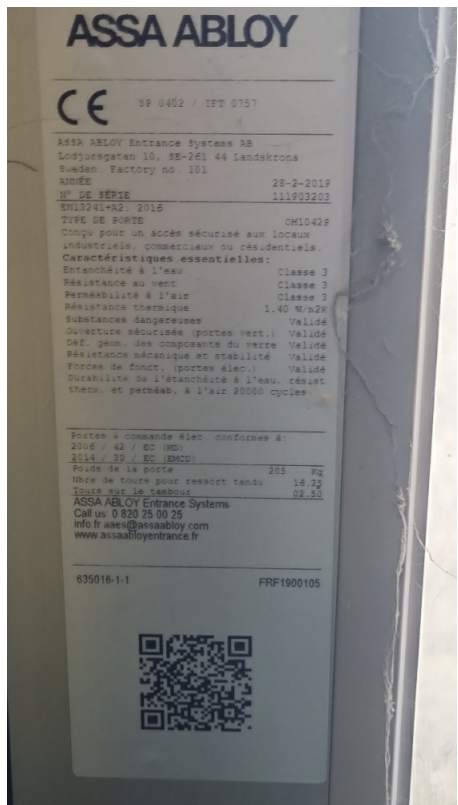 ASSA ABLOY
CE SP 0402 / IFT 0757
ASSA ABLOY Entrance Systems AB
Lodjursgatan 10, SE-261 44 Landskrona
Sweden. Factory no. 101
ANNÉE 28-2-2019
N° DE SÉRIE 111903203
EN13241+A2: 2016
TYPE DE PORTE OH1042P
Conçu pour un accès sécurisé aux locaux
industriels, commerciaux ou résidentiels.
Caractéristiques essentielles:
Entanchéité à l'eau Classe 3
Résistance au vent Classe 3
Perméabilité à l'air Classe 3
Résistance thermique 1.40 W/m2K
Substances dangereuses Validé
Ouverture sécurisée (portes vert.) Validé
Déf. géom. des composants du verre Validé
Résistance mécanique et stabilité Validé
Forces de fonct. (portes élec.) Validé
Durabilité de l'étanchéité à l'eau, résist
therm. et perméab. à l'air 20000 cycles
Portes à commande élec. conformes à:
2006 / 42 / EC (MD)
2014 / 30 / EC (EMCD)
Poids de la porte 205 Kg
Nbre de tours pour ressort tendu 16.25
Tours sur le tambour 02.50
ASSA ABLOY Entrance Systems
Call us: 0 820 25 00 25
info.fr.aaes@assaabloy.com
www.assaabloyentrance.fr
635016-1-1 FRF1900105